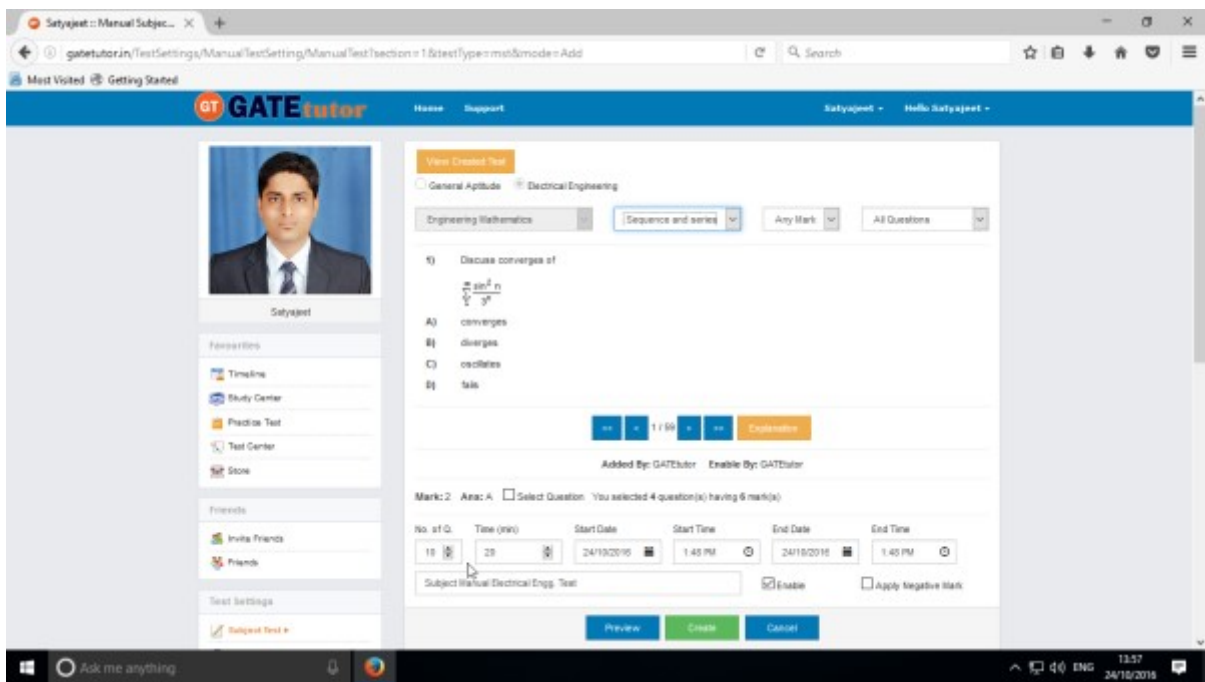 Satyajeet :: Manual Subjec...
gatetutor.in/TestSettings/ManualTestSetting/ManualTest?section=1&testType=mst&mode=Add
Search
Most Visited Getting Started
GT GATEtutor Home Support Satyajeet Hello Satyajeet
View Created Test
General Aptitude Electrical Engineering
Engineering Mathematics Sequence and series Any Mark All Questions
1) Discuss converges of
sin² n
3ⁿ
A) converges
B) diverges
C) oscillates
D) fails
<< < 1 / 59 > >> Explanation
Added By: GATEtutor Enable By: GATEtutor
Mark: 2 Ans: A Select Question You selected 4 question(s) having 6 mark(s)
No. of Q. Time (min) Start Date Start Time End Date End Time
10 20 24/10/2016 1:48 PM 24/10/2016 1:48 PM
Subject Manual Electrical Engg. Test Enable Apply Negative Mark
Preview Create Cancel
Satyajeet
Favourites
Timeline
Study Center
Practice Test
Test Center
Store
Friends
Invite Friends
Friends
Test Settings
Subject Test
Ask me anything
ENG 13:57
24/10/2016